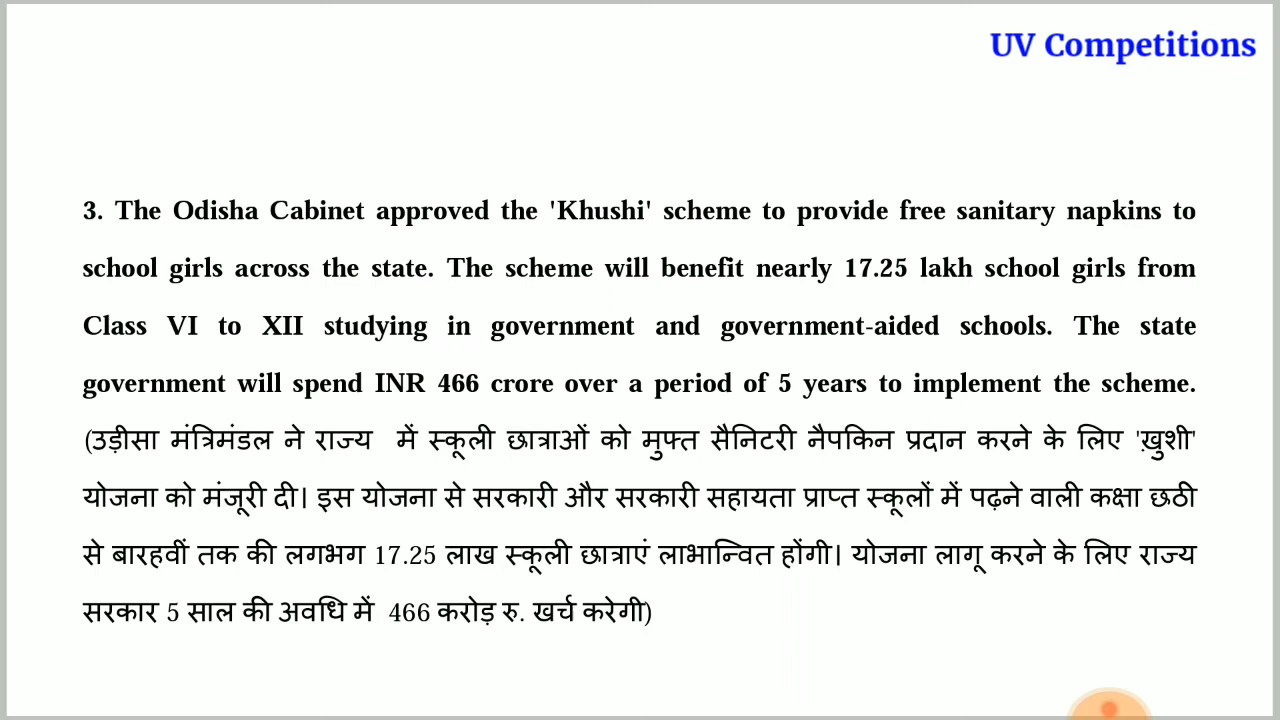 UV Competitions
3. The Odisha Cabinet approved the 'Khushi' scheme to provide free sanitary napkins to
school girls across the state. The scheme will benefit nearly 17.25 lakh school girls from
Class VI to XII studying in government and government-aided schools. The state
government will spend INR 466 crore over a period of 5 years to implement the scheme.
(उड़ीसा मंत्रिमंडल ने राज्य में स्कूली छात्राओं को मुफ्त सैनिटरी नैपकिन प्रदान करने के लिए 'ख़ुशी'
योजना को मंजूरी दी। इस योजना से सरकारी और सरकारी सहायता प्राप्त स्कूलों में पढ़ने वाली कक्षा छठी
से बारहवीं तक की लगभग 17.25 लाख स्कूली छात्राएं लाभान्वित होंगी। योजना लागू करने के लिए राज्य
सरकार 5 साल की अवधि में 466 करोड़ रु. खर्च करेगी)